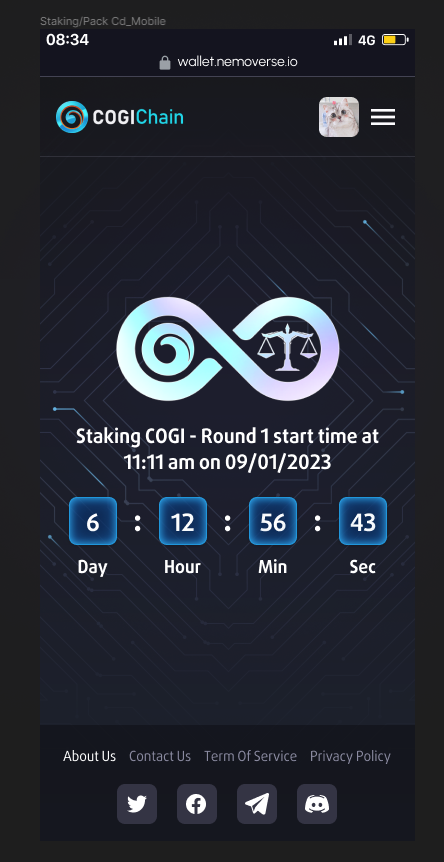 Staking/Pack Cd_Mobile
08:34
4G
wallet.nemoverse.io
COGIChain
Staking COGI - Round 1 start time at
11:11 am on 09/01/2023
6 : 12 : 56 : 43
Day Hour Min Sec
About Us Contact Us Term Of Service Privacy Policy